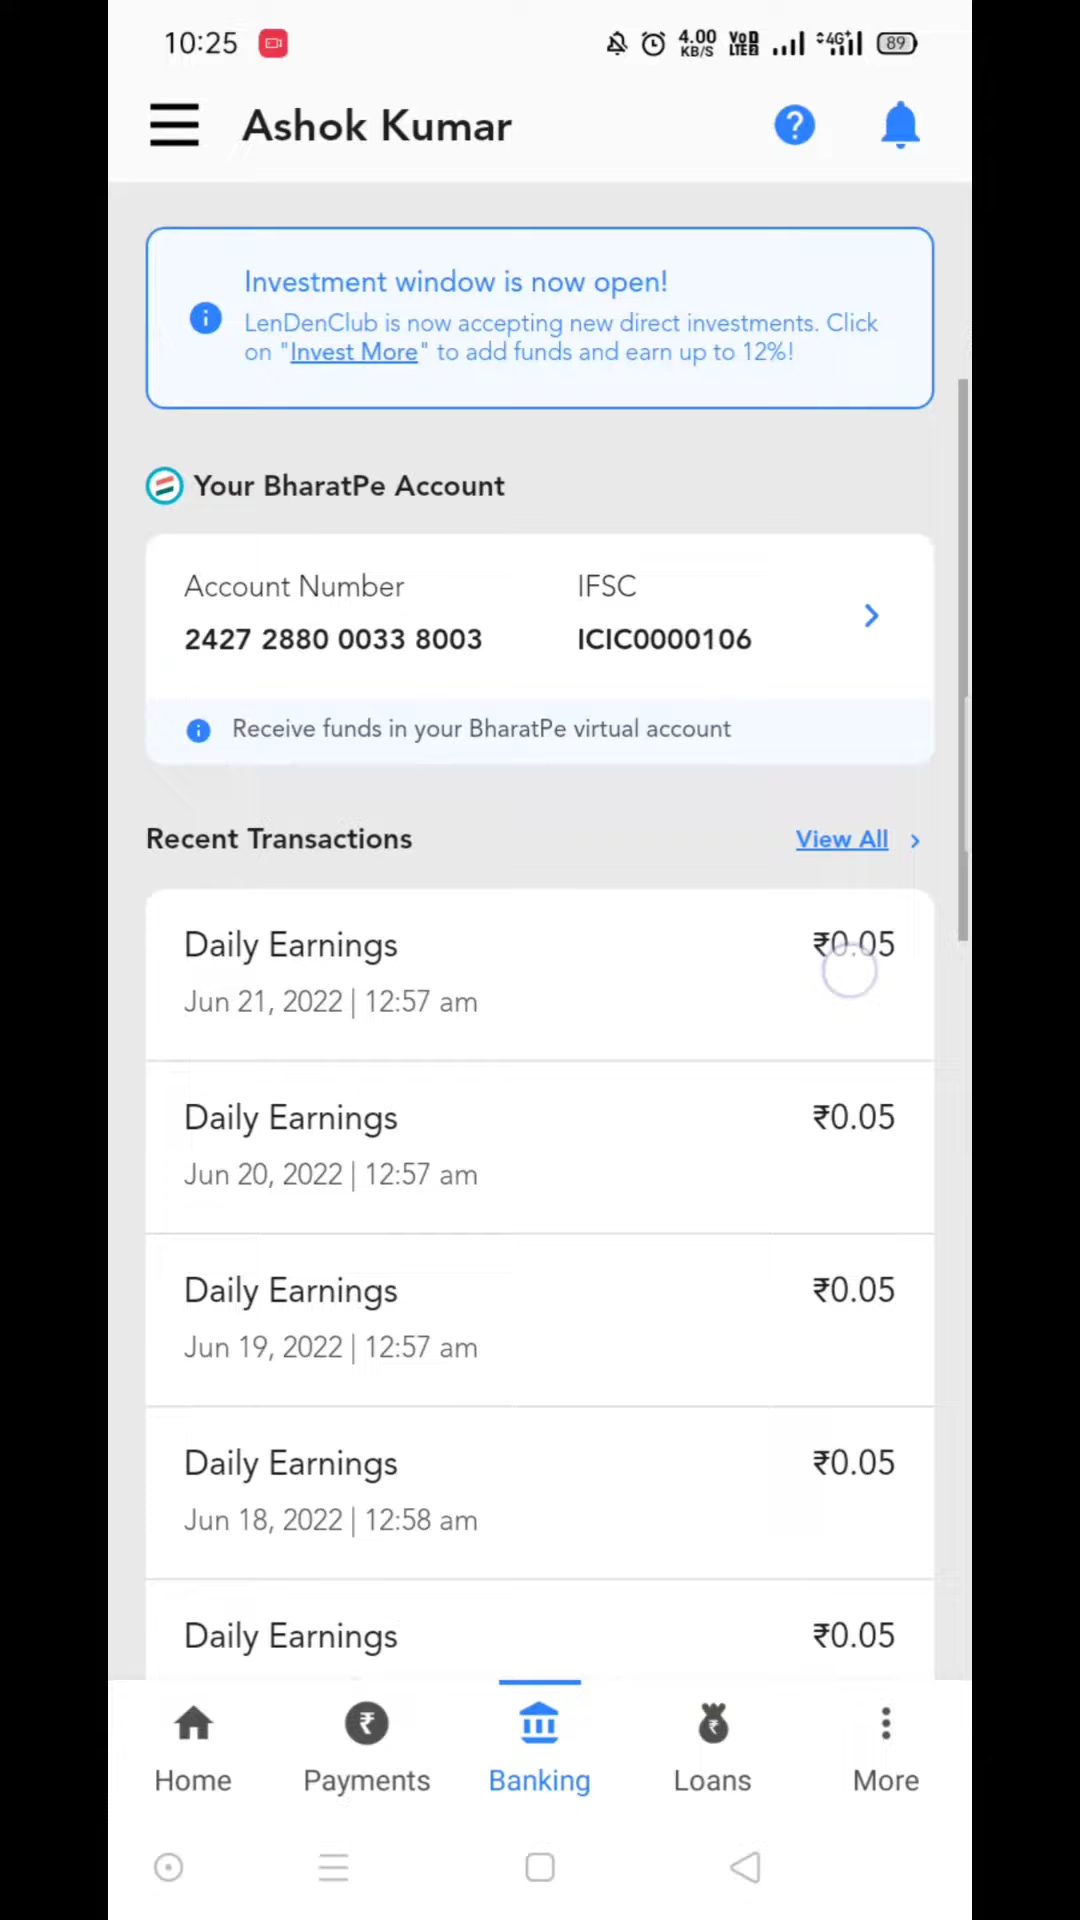 10:25
4.00 KB/S
VoD LTE2
4G+
89
Ashok Kumar
Investment window is now open!
LenDenClub is now accepting new direct investments. Click
on "Invest More" to add funds and earn up to 12%!
Your BharatPe Account
Account Number IFSC
2427 2880 0033 8003 ICIC0000106
Receive funds in your BharatPe virtual account
Recent Transactions View All
Daily Earnings ₹0.05
Jun 21, 2022 | 12:57 am
Daily Earnings ₹0.05
Jun 20, 2022 | 12:57 am
Daily Earnings ₹0.05
Jun 19, 2022 | 12:57 am
Daily Earnings ₹0.05
Jun 18, 2022 | 12:58 am
Daily Earnings ₹0.05
Home Payments Banking Loans More